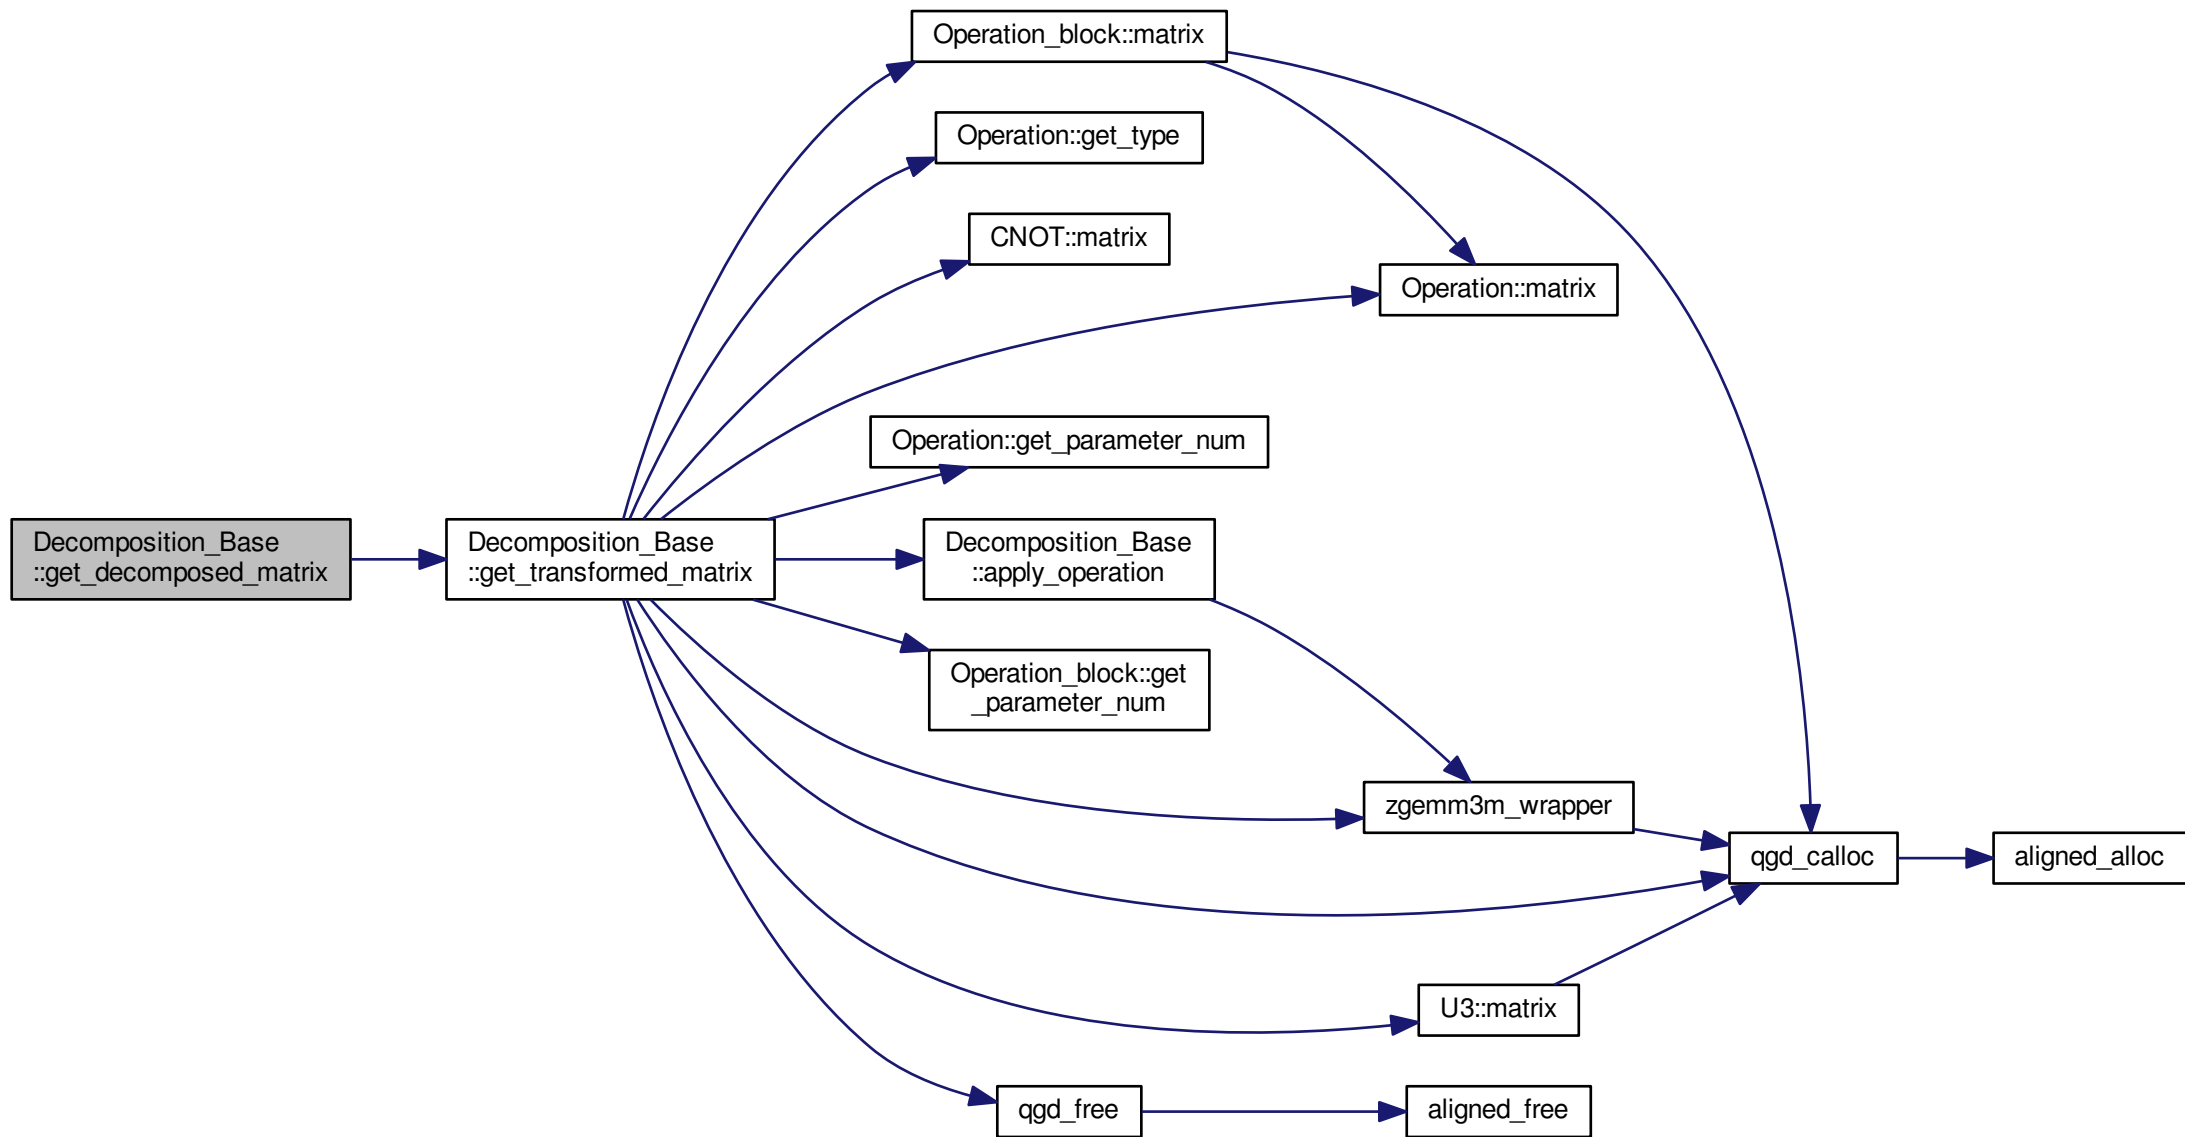 Operation_block::matrix
Operation::get_type
CNOT::matrix
Operation::matrix
Operation::get_parameter_num
Decomposition_Base
::get_decomposed_matrix
Decomposition_Base
::get_transformed_matrix
Decomposition_Base
::apply_operation
Operation_block::get
_parameter_num
zgemm3m_wrapper
qgd_calloc
aligned_alloc
U3::matrix
qgd_free
aligned_free